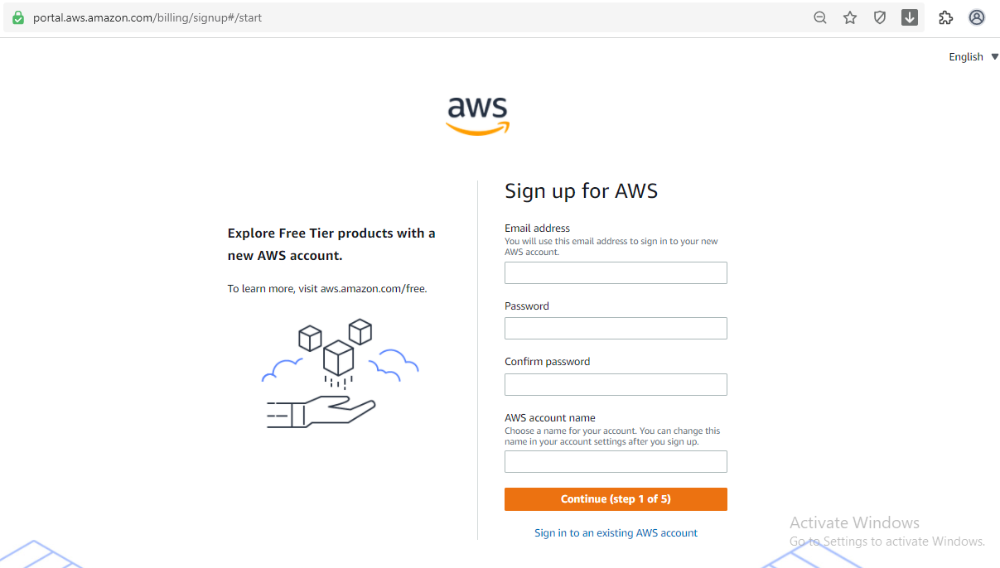 portal.aws.amazon.com/billing/signup#/start
English
aws
Explore Free Tier products with a
new AWS account.
To learn more, visit aws.amazon.com/free.
Sign up for AWS
Email address
You will use this email address to sign in to your new
AWS account.
Password
Confirm password
AWS account name
Choose a name for your account. You can change this
name in your account settings after you sign up.
Continue (step 1 of 5)
Sign in to an existing AWS account
Activate Windows
Go to Settings to activate Windows.